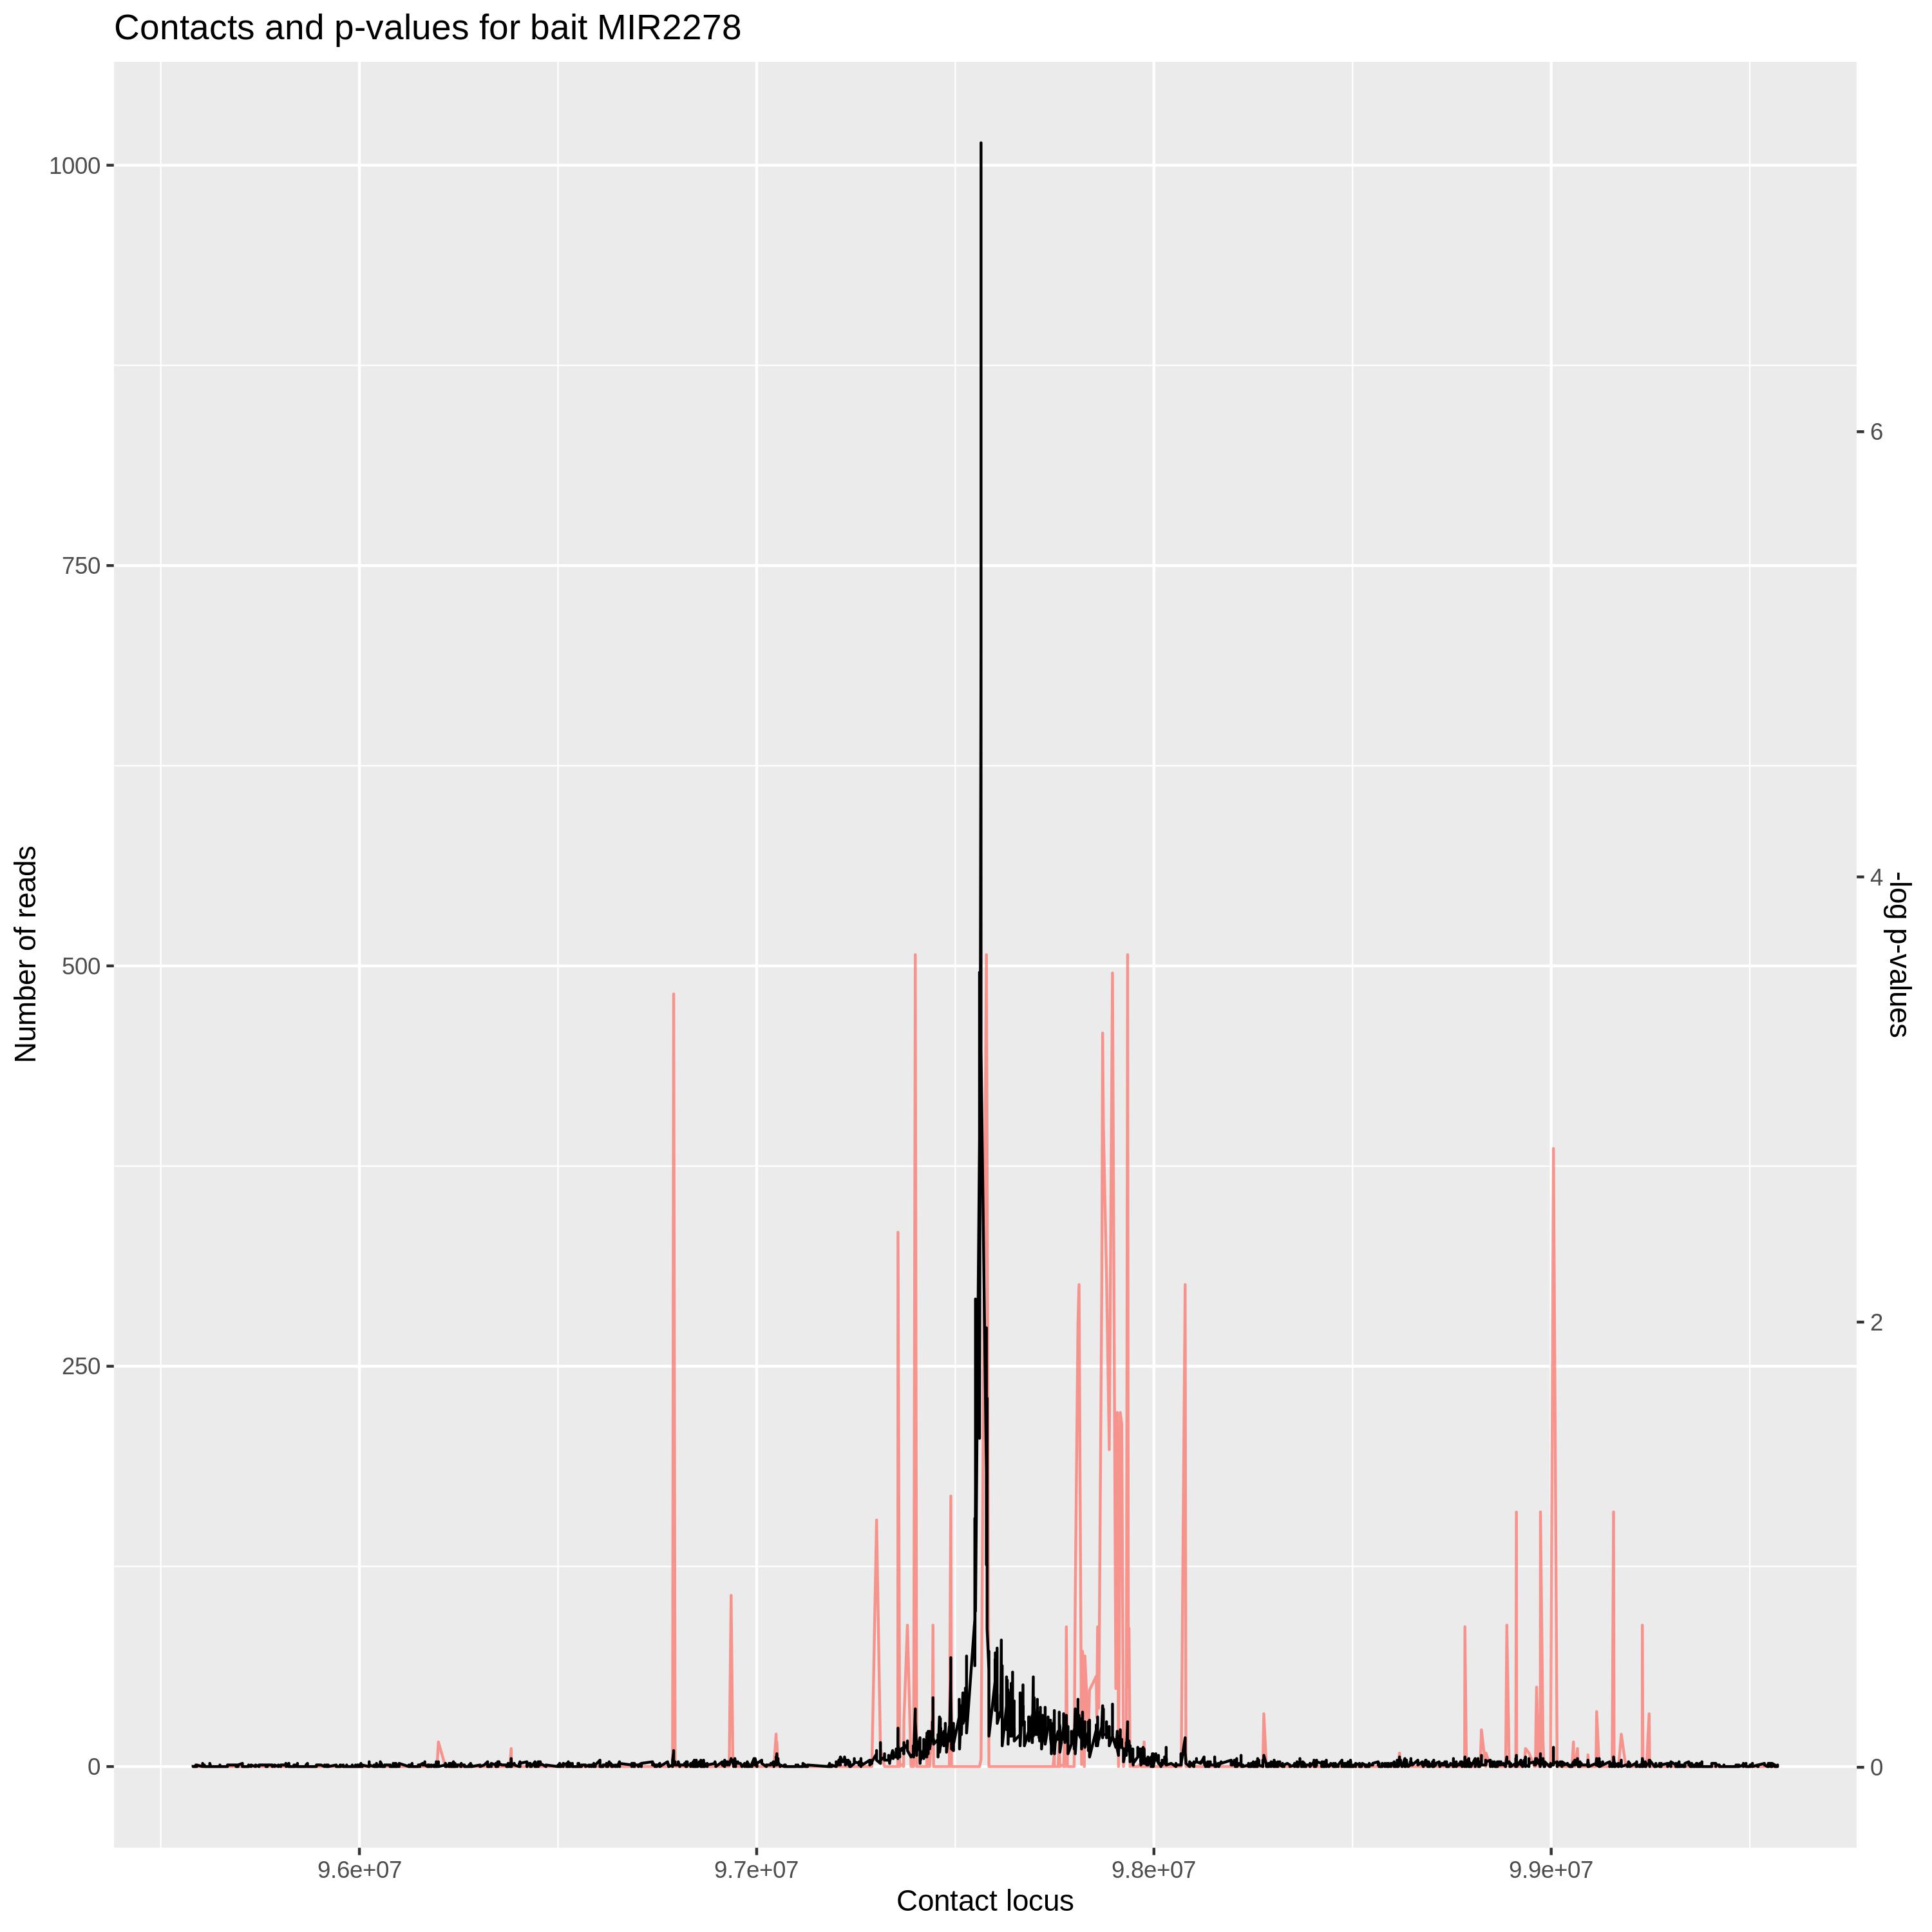 Contacts and p-values for bait MIR2278
1000
750
500
250
0
Number of reads
6
4
2
0
-log p-values
9.6e+07
9.7e+07
9.8e+07
9.9e+07
Contact locus